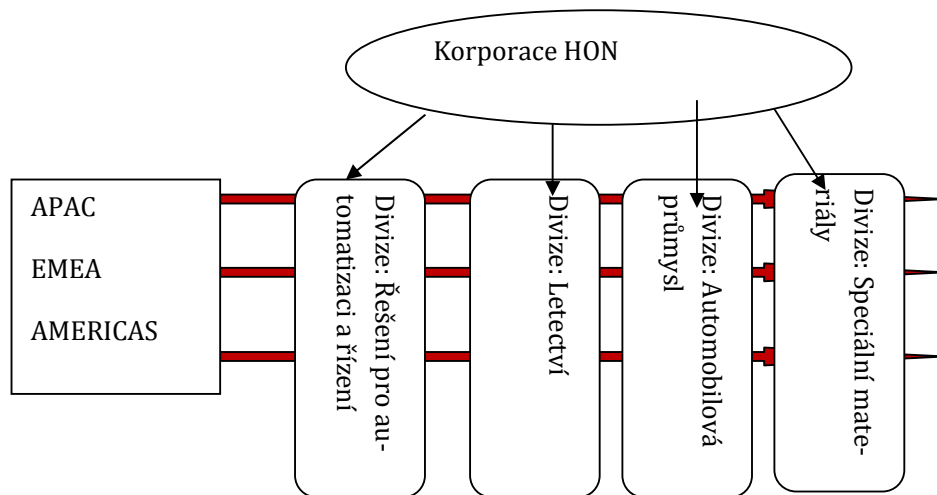 Korporace HON
APAC
EMEA
AMERICAS
Divize: Řešení pro au-
tomatizaci a řízení
Divize: Letectví
Divize: Automobilová
průmysl
Divize: Speciální mate-
riály